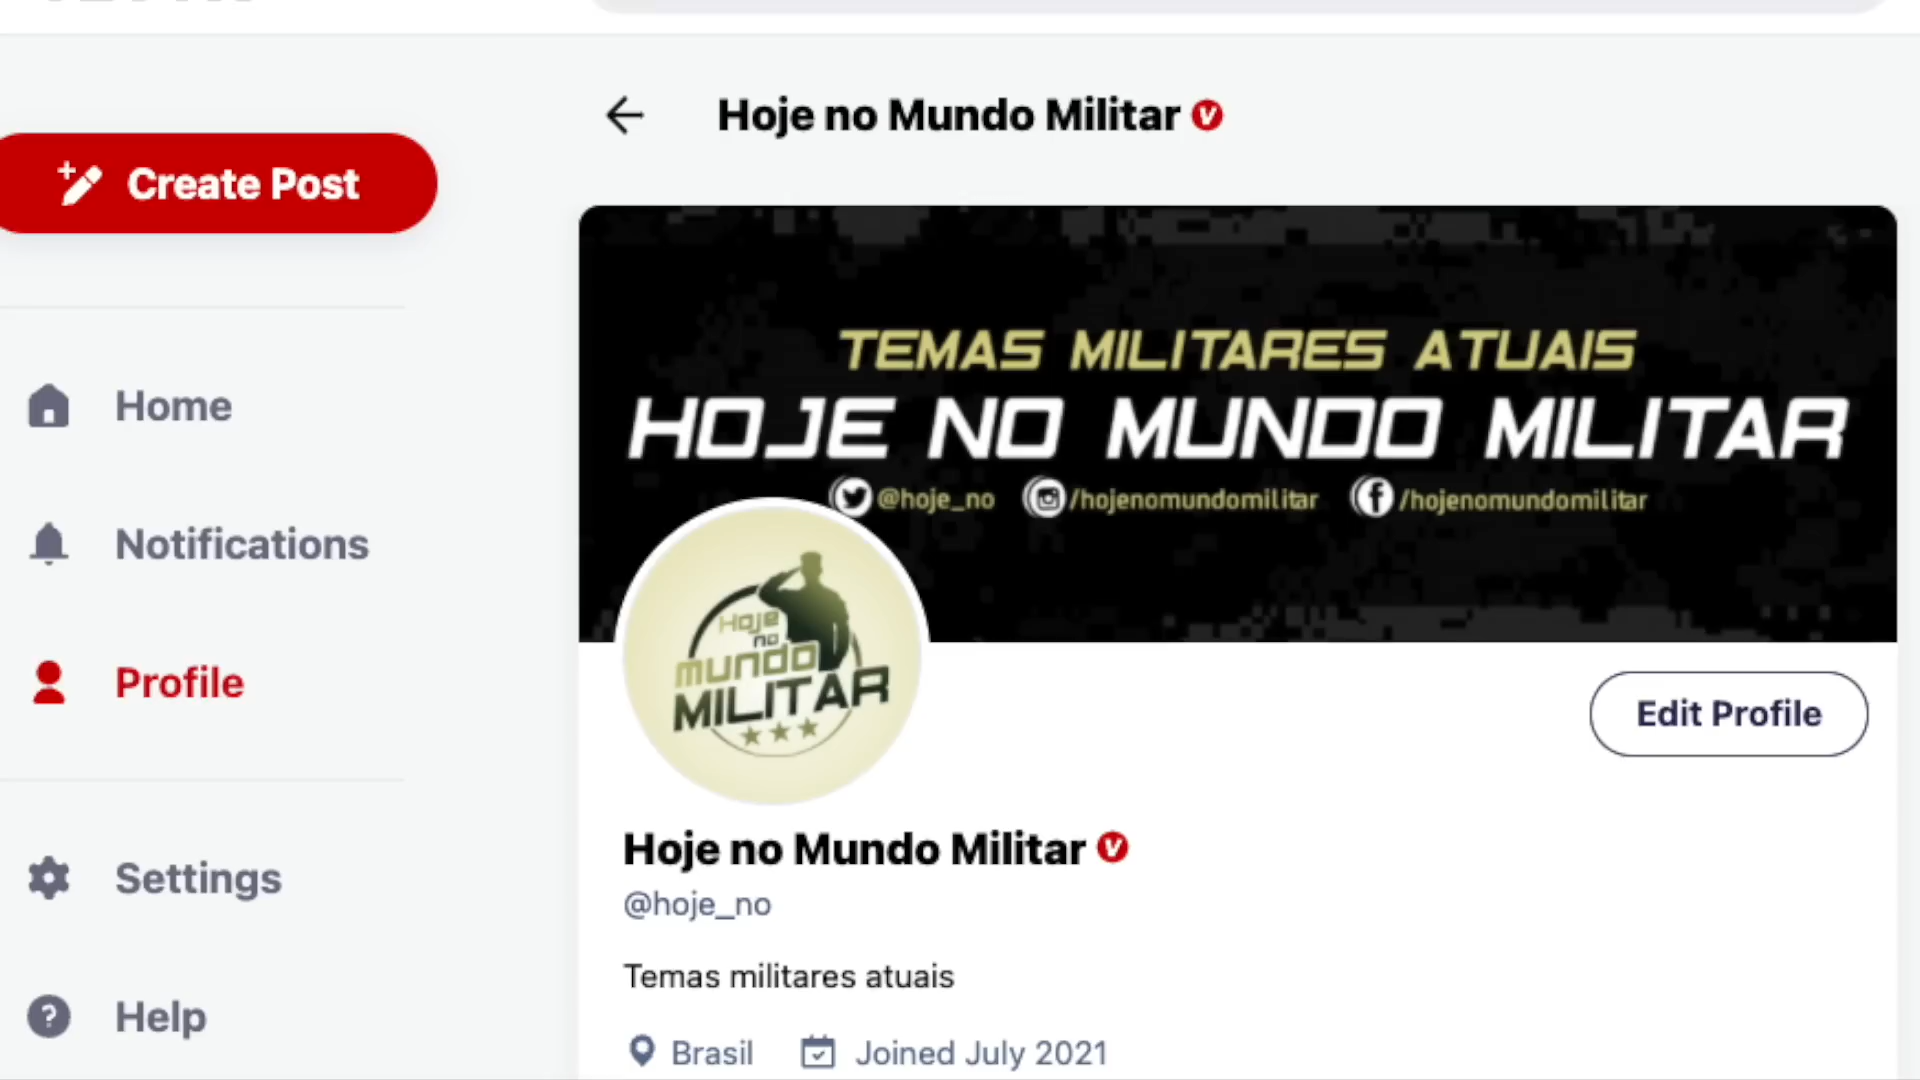 Hoje no Mundo Militar
Create Post
Home
Notifications
Profile
Settings
Help
TEMAS MILITARES ATUAIS
HOJE NO MUNDO MILITAR
@hoje_no /hojenomundomilitar /hojenomundomilitar
Hoje
no
mundo
MILITAR
Edit Profile
Hoje no Mundo Militar
@hoje_no
Temas militares atuais
Brasil Joined July 2021